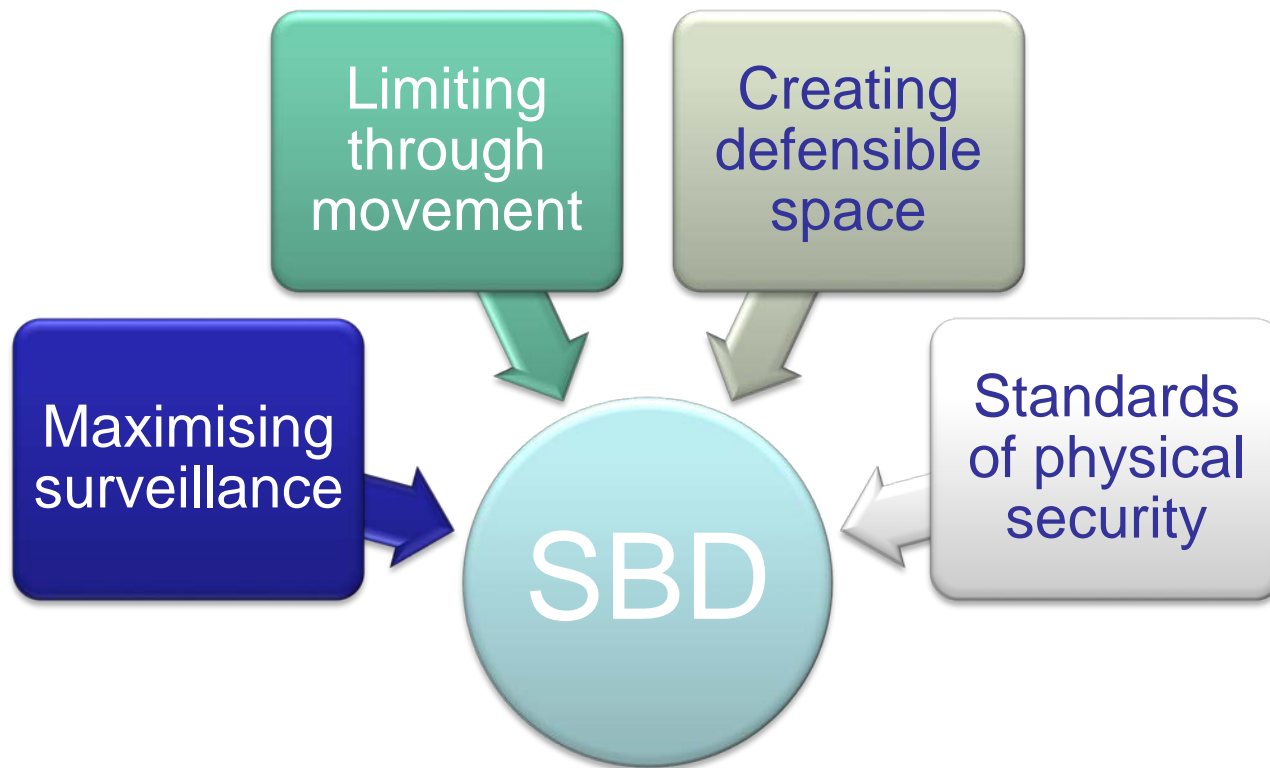 Limiting
through
movement
Creating
defensible
space
Maximising
surveillance
Standards
of physical
security
SBD